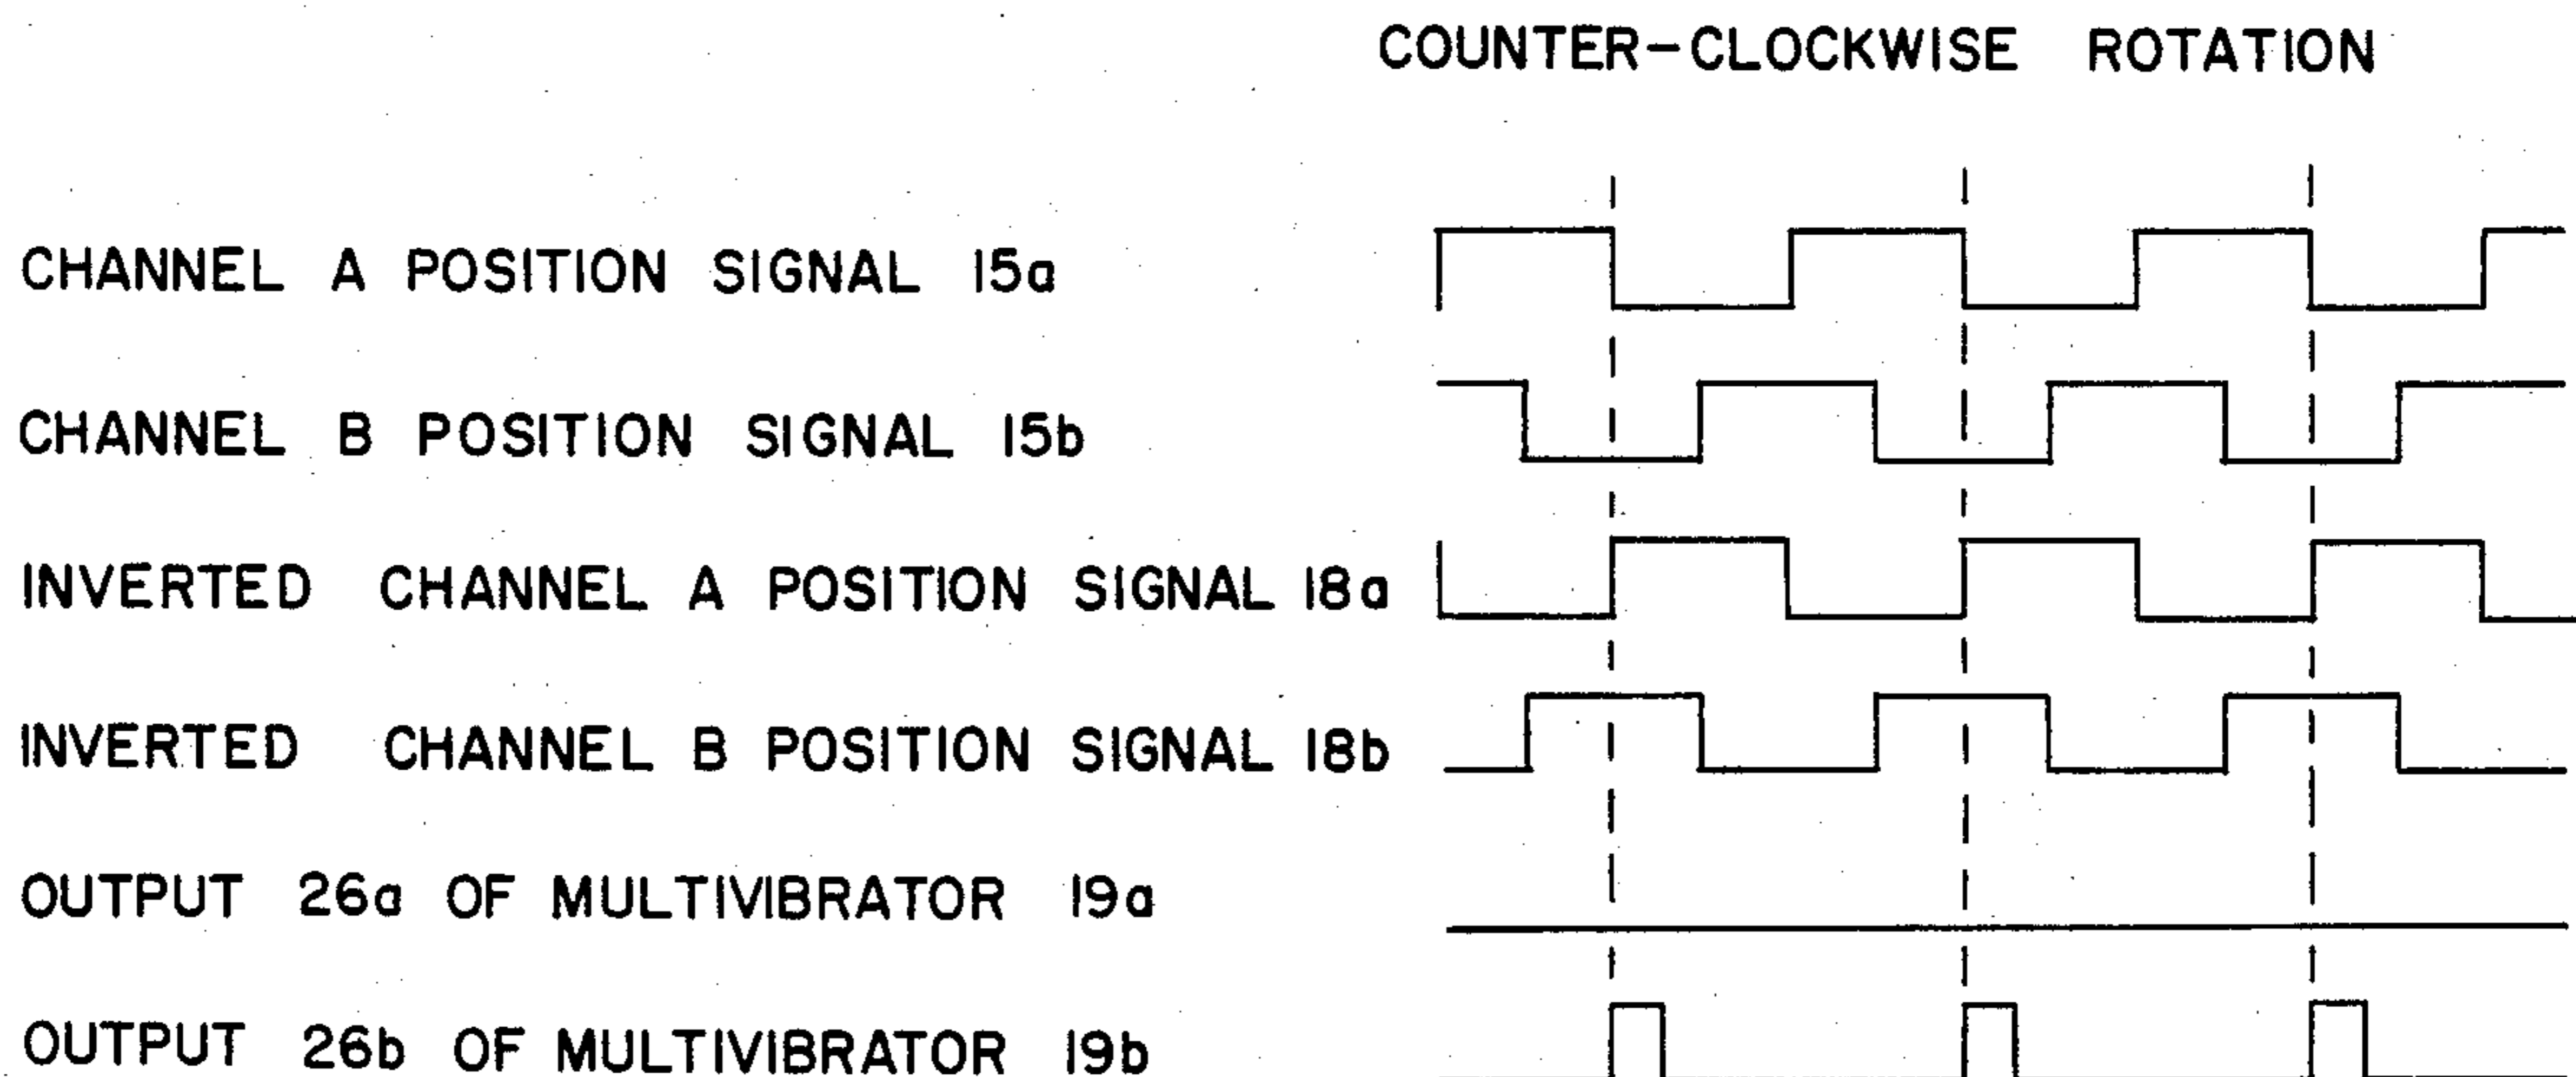 COUNTER-CLOCKWISE ROTATION
CHANNEL A POSITION SIGNAL 15a
CHANNEL B POSITION SIGNAL 15b
INVERTED CHANNEL A POSITION SIGNAL 18a
INVERTED CHANNEL B POSITION SIGNAL 18b
OUTPUT 26a OF MULTIVIBRATOR 19a
OUTPUT 26b OF MULTIVIBRATOR 19b